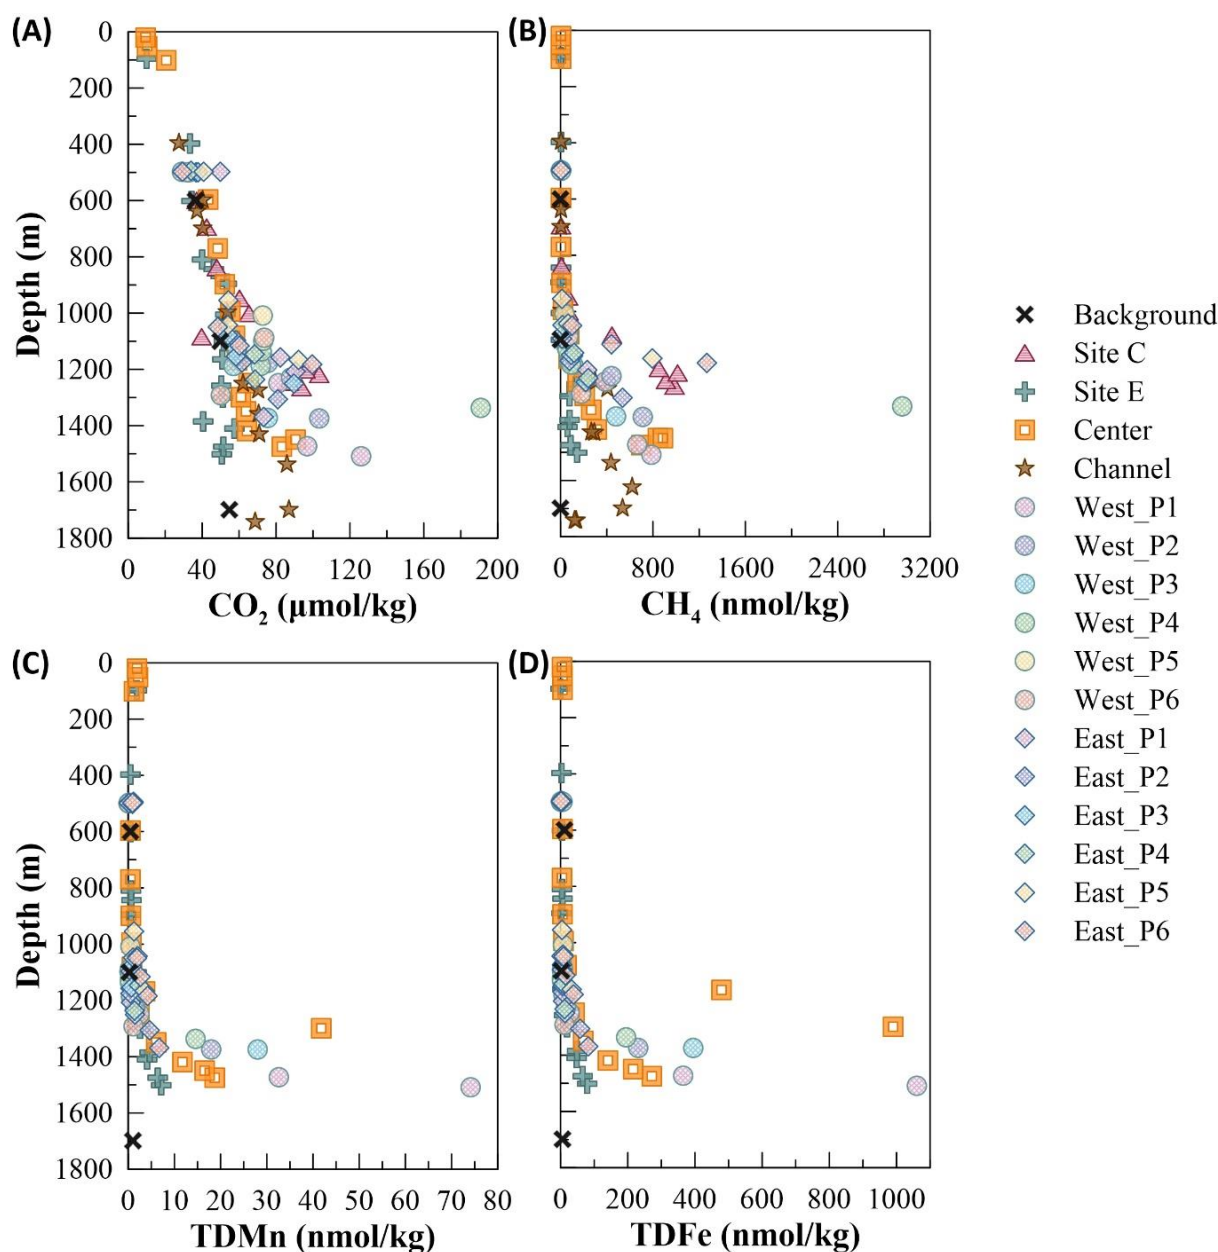 (A)
0
200
400
600
800
1000
1200
1400
1600
1800
Depth (m)
0 40 80 120 160 200
CO₂ (μmol/kg)
(B)
0 800 1600 2400 3200
CH₄ (nmol/kg)
(C)
0
200
400
600
800
1000
1200
1400
1600
1800
Depth (m)
0 10 20 30 40 50 60 70 80
TDMn (nmol/kg)
(D)
0 200 400 600 800 1000
TDFe (nmol/kg)
Background
Site C
Site E
Center
Channel
West_P1
West_P2
West_P3
West_P4
West_P5
West_P6
East_P1
East_P2
East_P3
East_P4
East_P5
East_P6